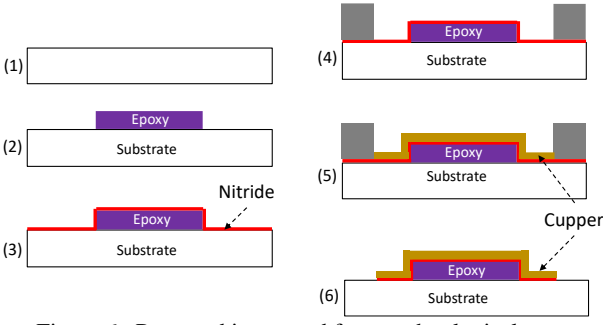 (1)
(2)
Epoxy
Substrate
Nitride
(3)
Epoxy
Substrate
(4)
Epoxy
Substrate
(5)
Epoxy
Substrate
Cupper
(6)
Epoxy
Substrate